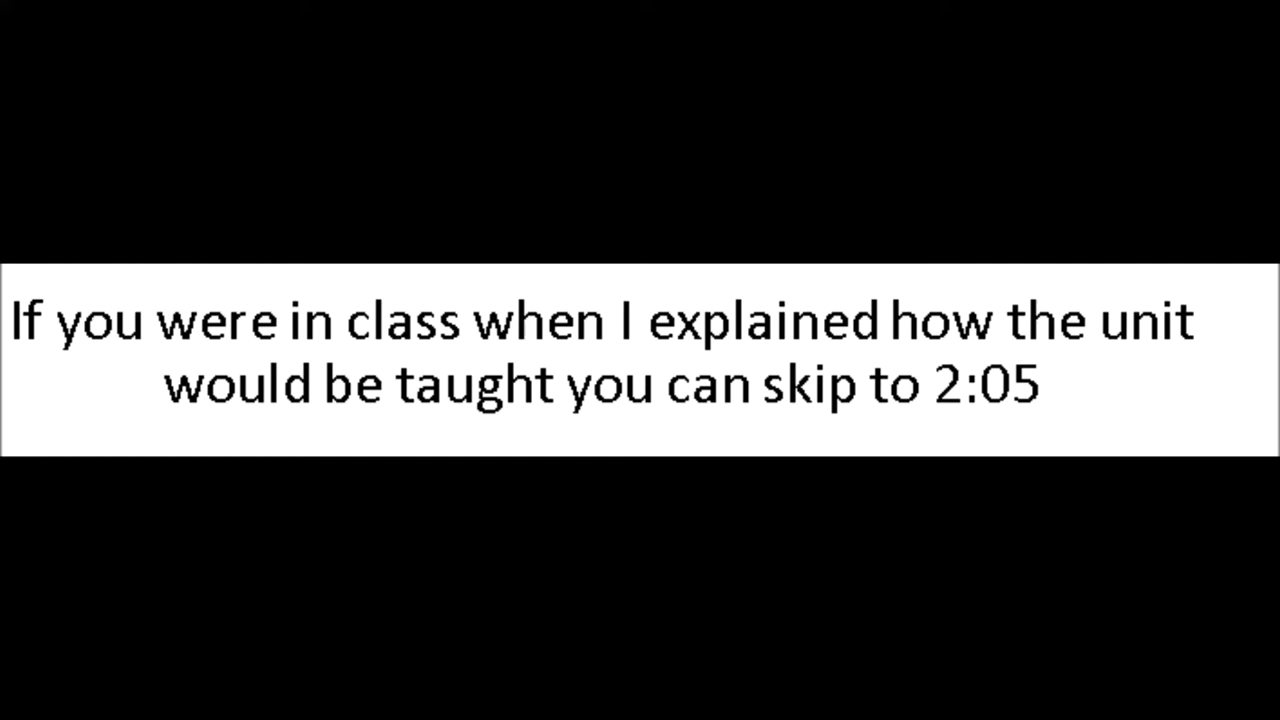 If you were in class when I explained how the unit
would be taught you can skip to 2:05